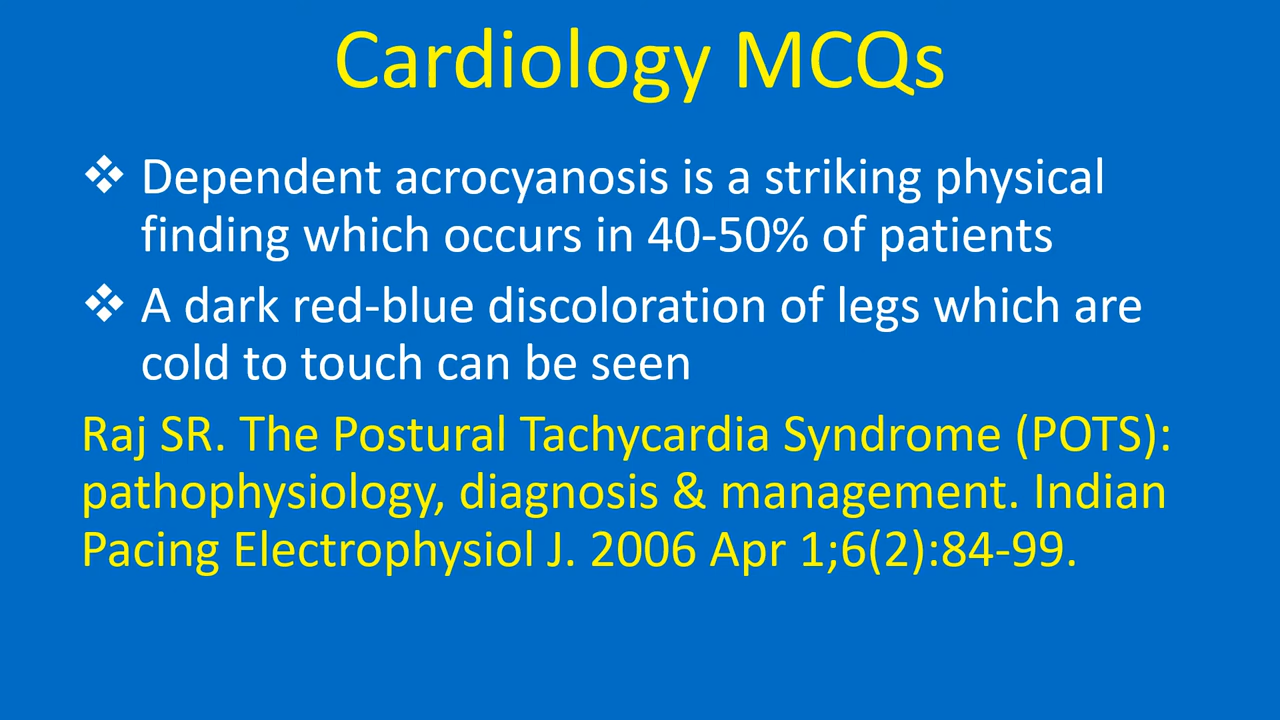 Cardiology MCQs
❖ Dependent acrocyanosis is a striking physical
finding which occurs in 40-50% of patients
❖ A dark red-blue discoloration of legs which are
cold to touch can be seen
Raj SR. The Postural Tachycardia Syndrome (POTS):
pathophysiology, diagnosis & management. Indian
Pacing Electrophysiol J. 2006 Apr 1;6(2):84-99.